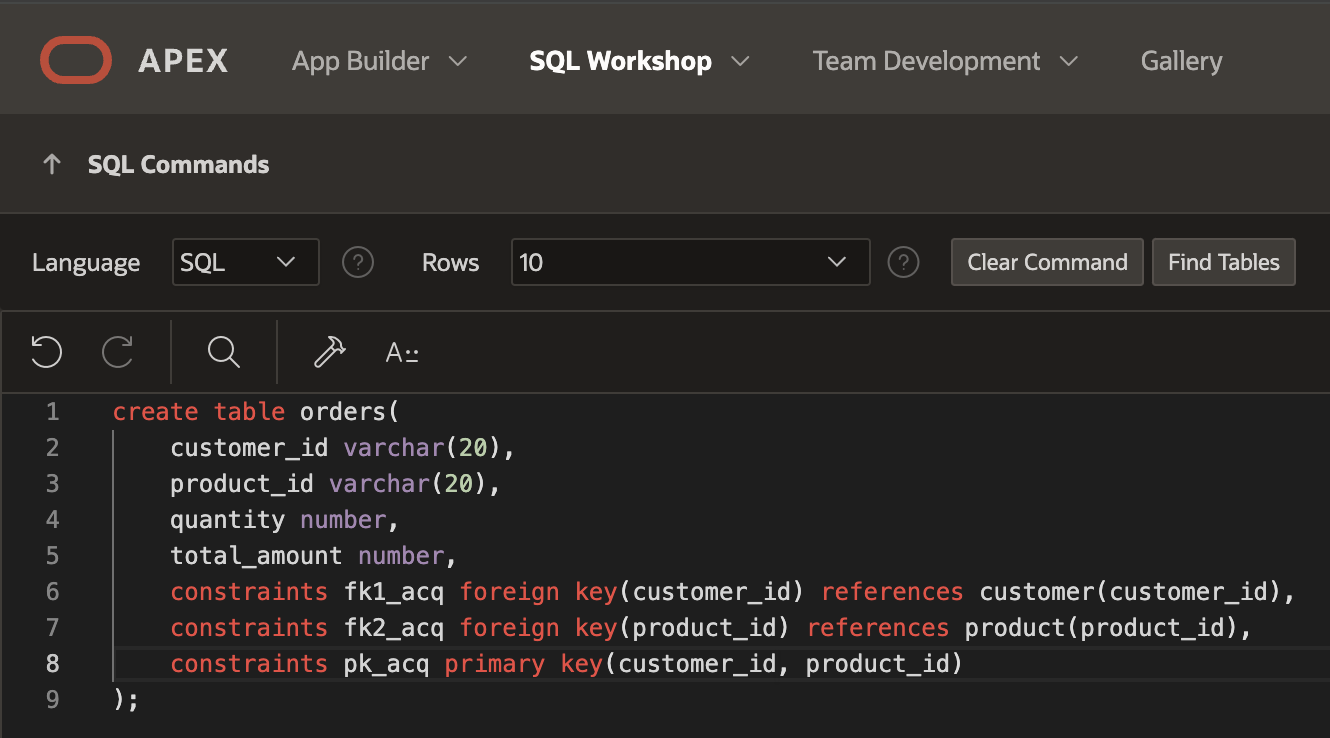 APEX App Builder SQL Workshop Team Development Gallery
SQL Commands
Language SQL ? Rows 10 ? Clear Command Find Tables
A
1 create table orders(
2 customer_id varchar(20),
3 product_id varchar(20),
4 quantity number,
5 total_amount number,
6 constraints fk1_acq foreign key(customer_id) references customer(customer_id),
7 constraints fk2_acq foreign key(product_id) references product(product_id),
8 constraints pk_acq primary key(customer_id, product_id)
9 );